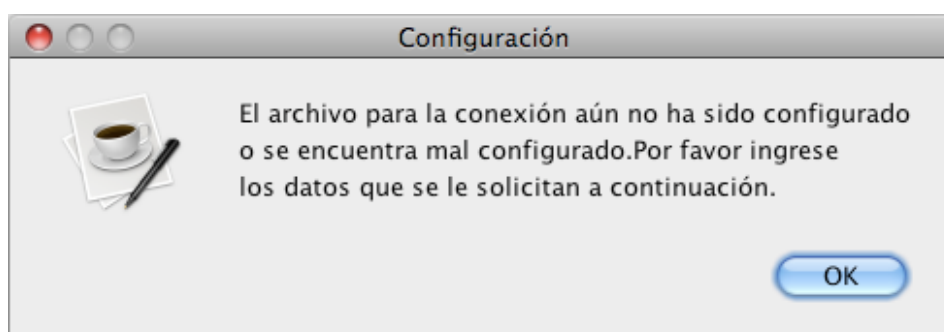 Configuración
El archivo para la conexión aún no ha sido configurado
o se encuentra mal configurado.Por favor ingrese
los datos que se le solicitan a continuación.
OK